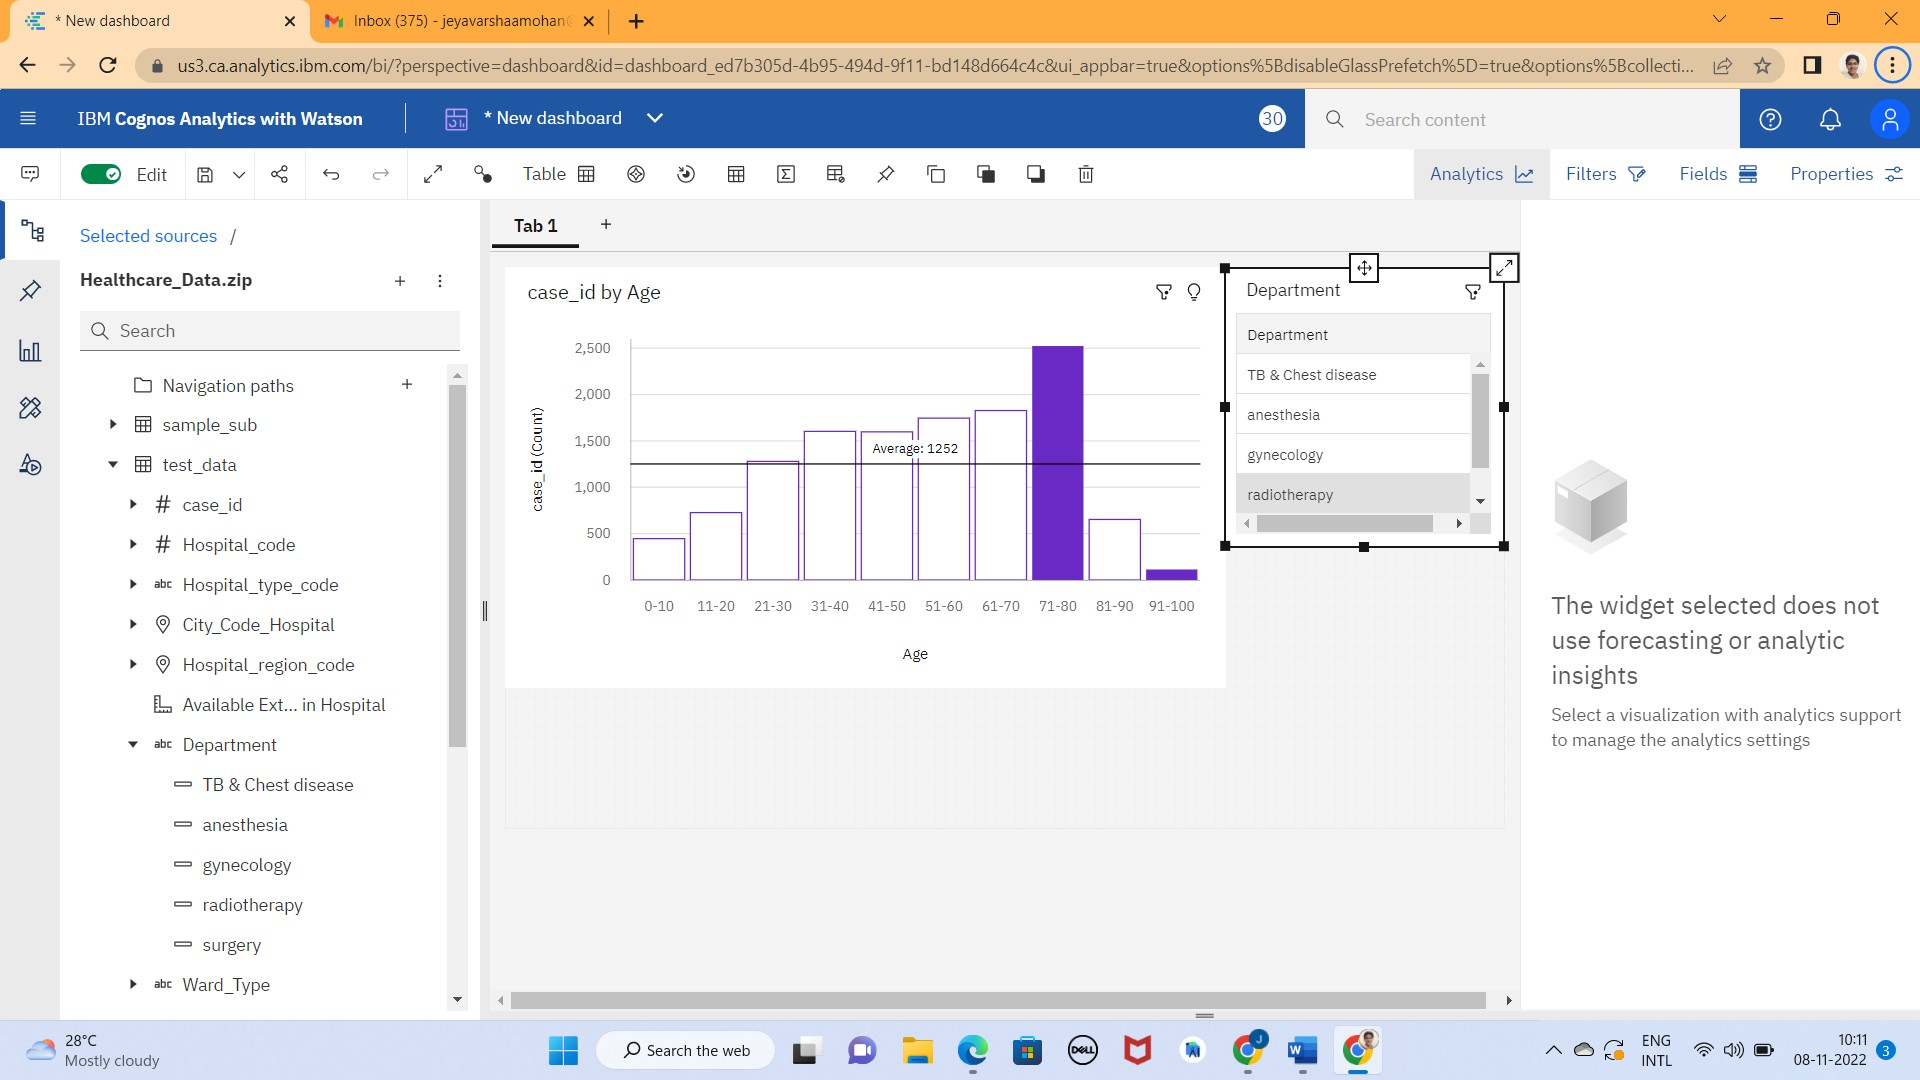 * New dashboard
Inbox (375) - jeyavarshaamohan
us3.ca.analytics.ibm.com/bi/?perspective=dashboard&id=dashboard_ed7b305d-4b95-494d-9f11-bd148d664c4c&ui_appbar=true&options%5BdisableGlassPrefetch%5D=true&options%5Bcollecti...
IBM Cognos Analytics with Watson
* New dashboard
30
Search content
Edit
Table
Analytics
Filters
Fields
Properties
Selected sources /
Healthcare_Data.zip
Search
Navigation paths
sample_sub
test_data
# case_id
# Hospital_code
abc Hospital_type_code
City_Code_Hospital
Hospital_region_code
Available Ext... in Hospital
abc Department
TB & Chest disease
anesthesia
gynecology
radiotherapy
surgery
abc Ward_Type
Tab 1
case_id by Age
case_id (Count)
2,500
2,000
1,500
1,000
500
0
Average: 1252
0-10 11-20 21-30 31-40 41-50 51-60 61-70 71-80 81-90 91-100
Age
Department
Department
TB & Chest disease
anesthesia
gynecology
radiotherapy
The widget selected does not
use forecasting or analytic
insights
Select a visualization with analytics support
to manage the analytics settings
28°C
Mostly cloudy
Search the web
DELL
J
W
ENG
INTL
10:11
08-11-2022
3